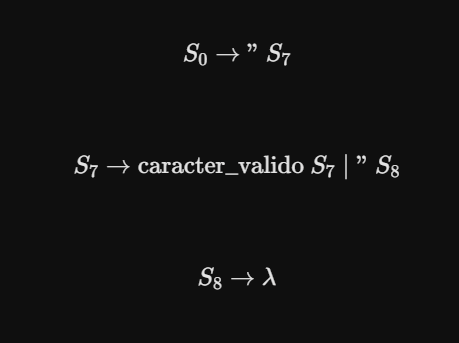 S₀ → ” S₇
S₇ → caracter_valido S₇ | ” S₈
S₈ → λ